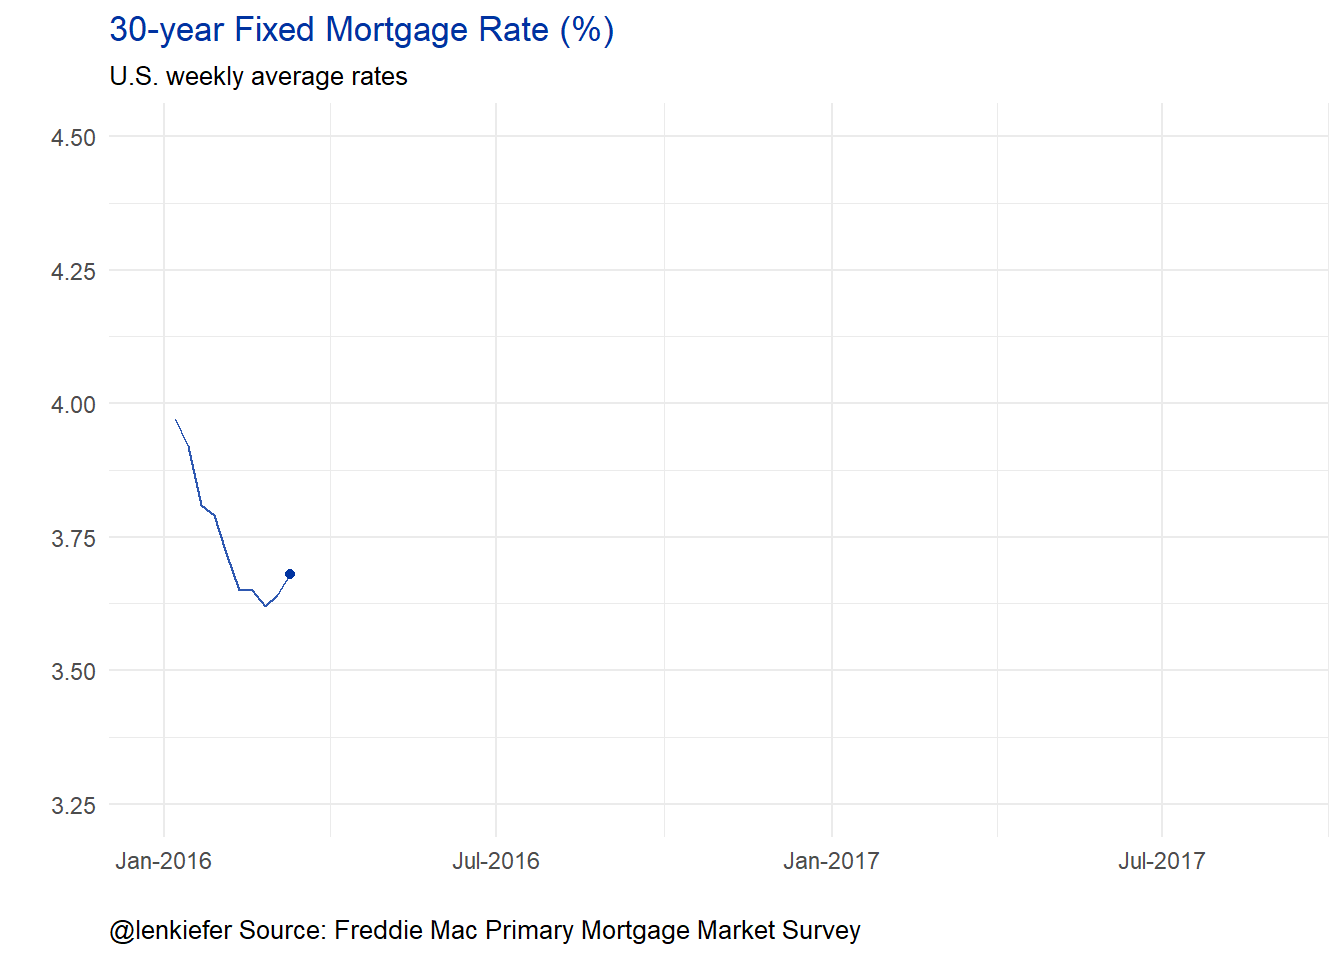 30-year Fixed Mortgage Rate (%)
U.S. weekly average rates
4.50
4.25
4.00
3.75
3.50
3.25
Jan-2016 Jul-2016 Jan-2017 Jul-2017
@lenkiefer Source: Freddie Mac Primary Mortgage Market Survey